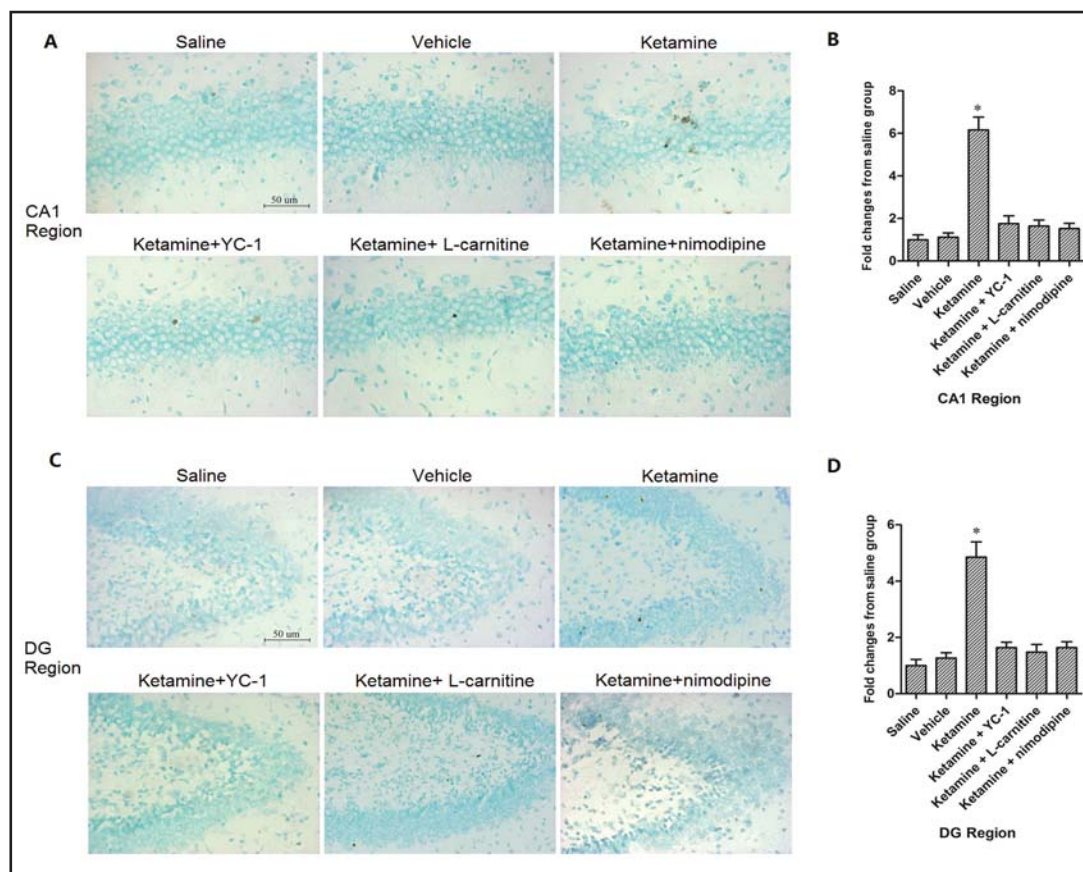 A
Saline
Vehicle
Ketamine
50 um
CA1
Region
Ketamine+YC-1
Ketamine+ L-carnitine
Ketamine+nimodipine
B
Fold changes from saline group
8
6
4
2
0
*
Saline
Vehicle
Ketamine
Ketamine + YC-1
Ketamine + L-carnitine
Ketamine + nimodipine
CA1 Region
C
Saline
Vehicle
Ketamine
50 um
DG
Region
Ketamine+YC-1
Ketamine+ L-carnitine
Ketamine+nimodipine
D
Fold changes from saline group
6
4
2
0
*
Saline
Vehicle
Ketamine
Ketamine + YC-1
Ketamine + L-carnitine
Ketamine + nimodipine
DG Region